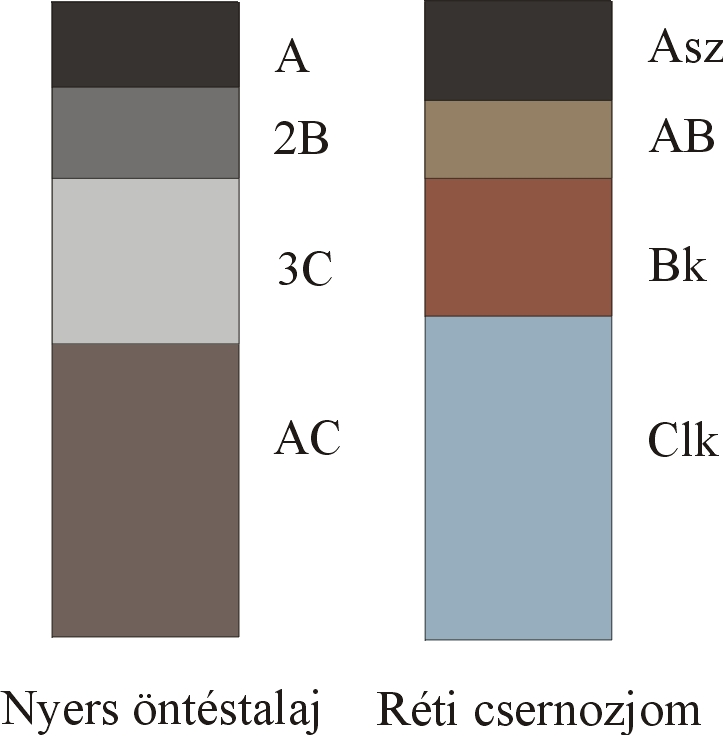 A
2B
3C
AC
Nyers öntéstalaj
Asz
AB
Bk
Clk
Réti csernozjom